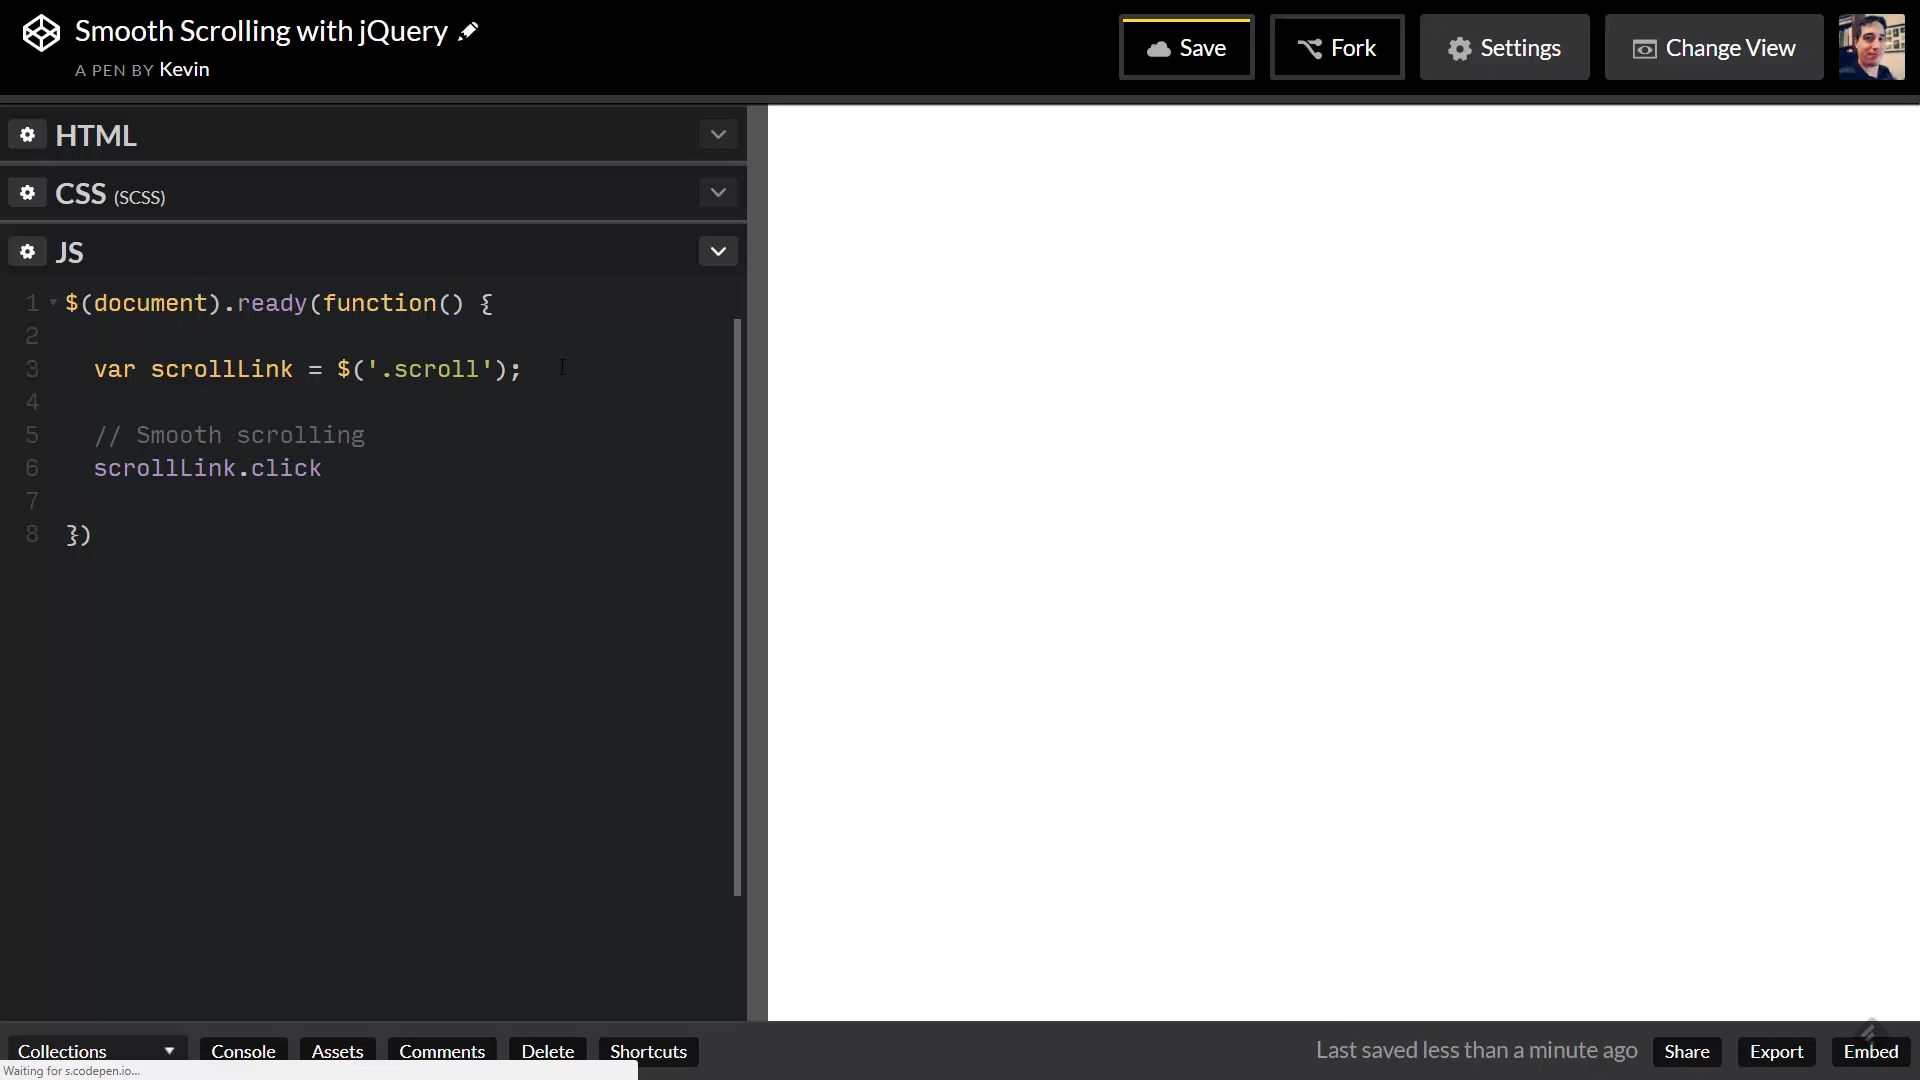 Smooth Scrolling with jQuery
A PEN BY Kevin
Save
Fork
Settings
Change View
HTML
CSS (SCSS)
JS
1 $(document).ready(function() {
2
3 var scrollLink = $('.scroll');
4
5 // Smooth scrolling
6 scrollLink.click
7
8 })
Collections
Console
Assets
Comments
Delete
Shortcuts
Last saved less than a minute ago
Share
Export
Embed
Waiting for s.codepen.io...